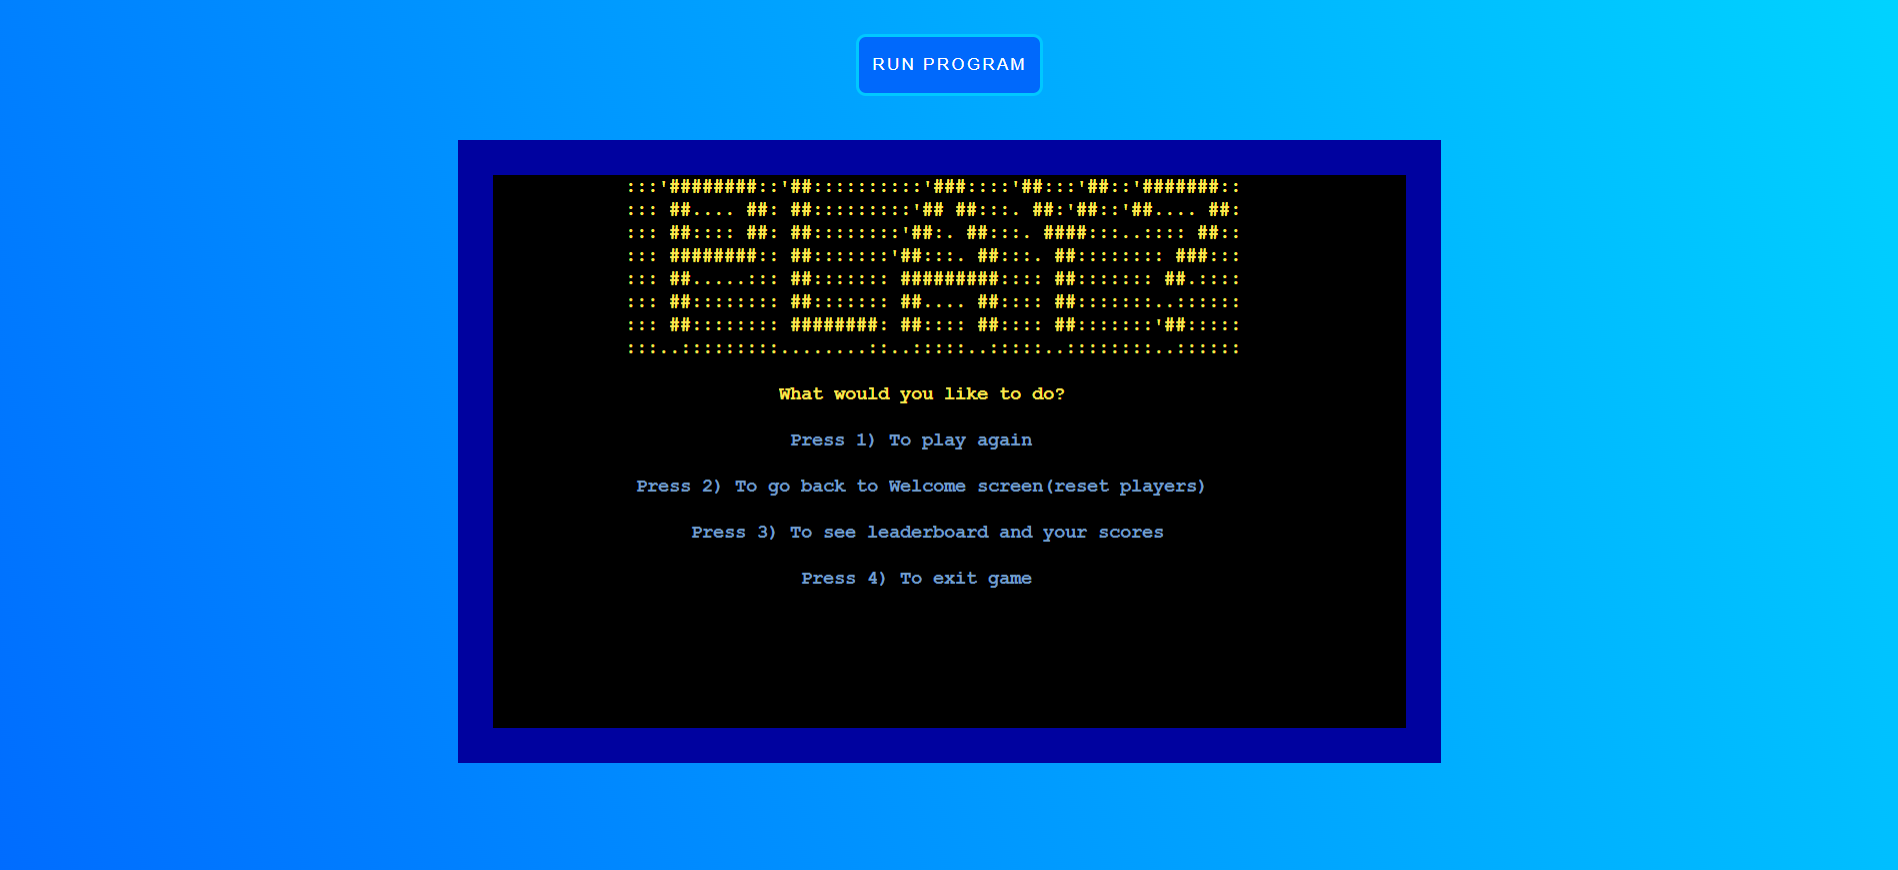 RUN PROGRAM
:::'########::'##::::::::::'###::::'##:::'##::'#######::
::: ##.... ##: ##:::::::::'## ##:::. ##:'##::'##.... ##:
::: ##:::: ##: ##::::::::'##:. ##:::. ####:::..:::: ##::
::: ########:: ##:::::::'##:::. ##:::. ##:::::::: ###:::
::: ##.....::: ##::::::: #########:::: ##::::::: ##.::::
::: ##:::::::: ##::::::: ##.... ##:::: ##:::::::..::::::
::: ##:::::::: ########: ##:::: ##:::: ##:::::::'##:::::
:::..:::::::::........::..:::::..:::::..::::::::..::::::
What would you like to do?
Press 1) To play again
Press 2) To go back to Welcome screen(reset players)
Press 3) To see leaderboard and your scores
Press 4) To exit game